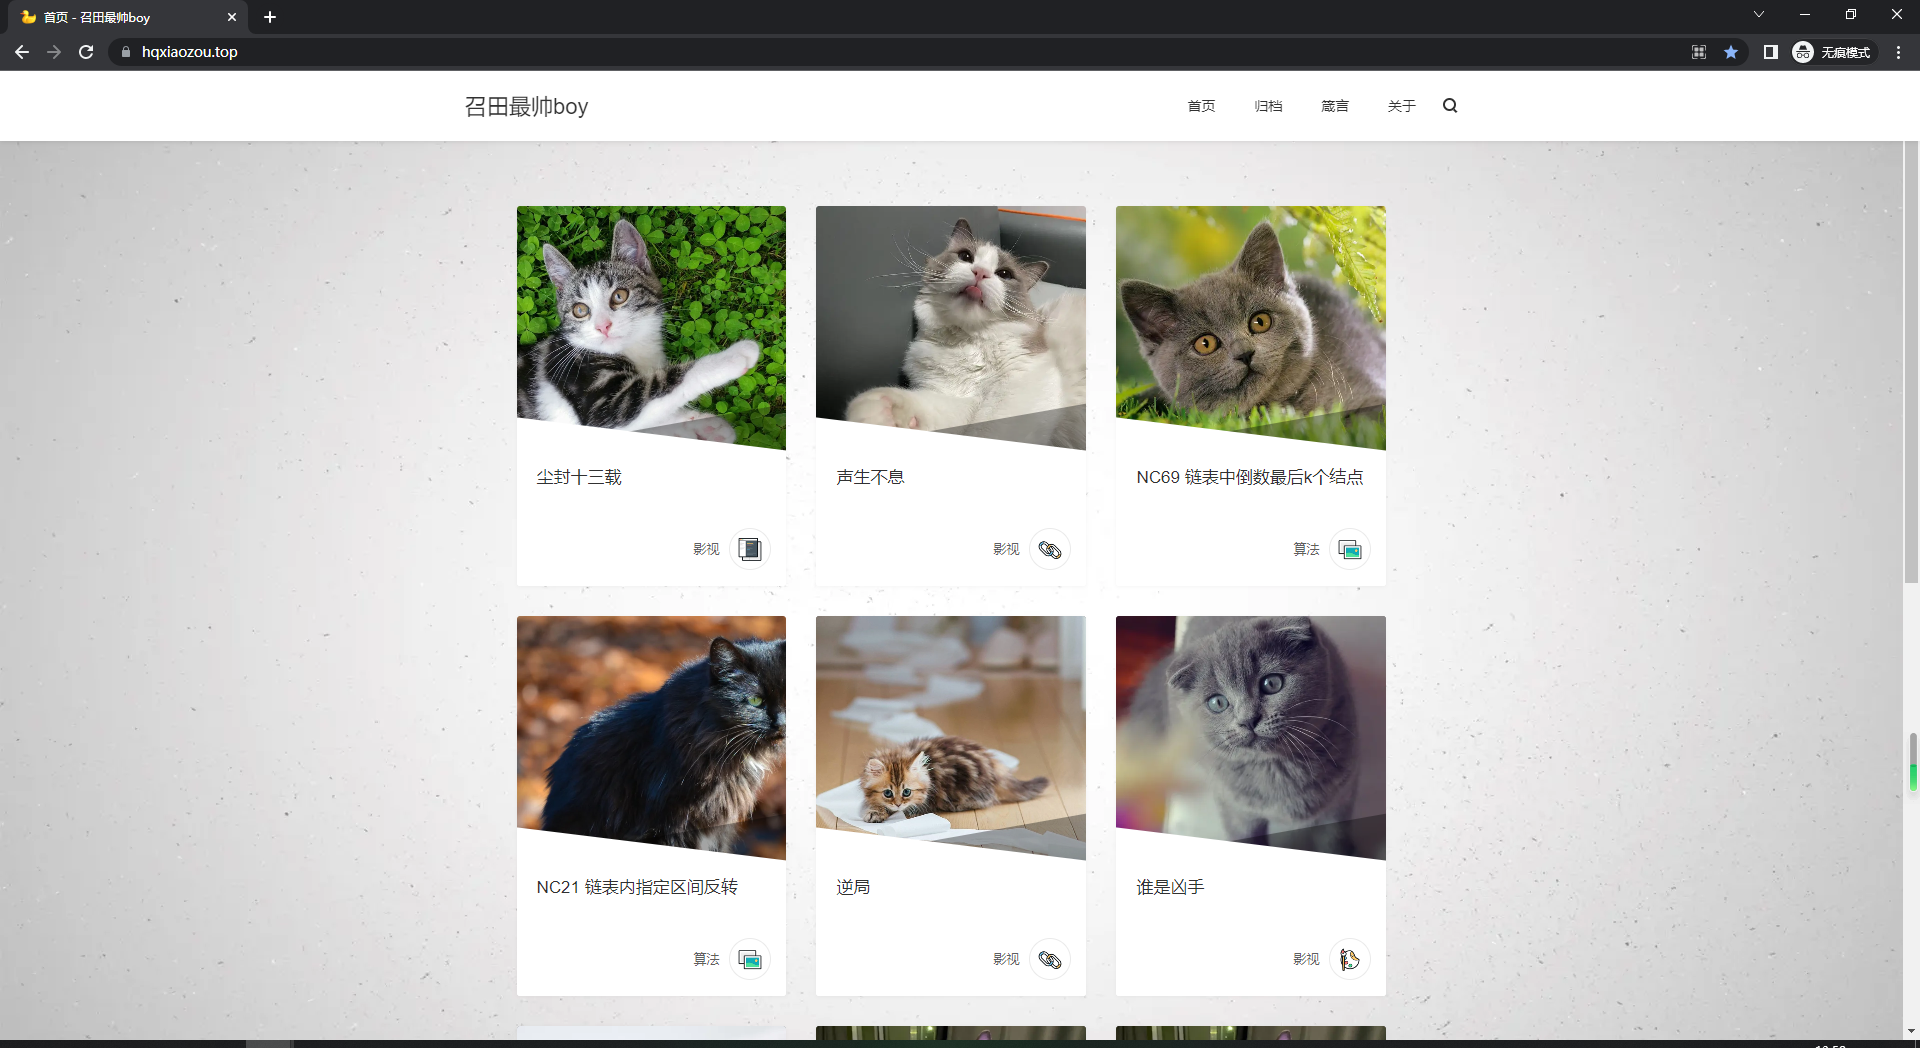 首页 - 召田最帅boy
hqxiaozou.top
无痕模式
召田最帅boy
首页 归档 箴言 关于
尘封十三载
影视
声生不息
影视
NC69 链表中倒数最后k个结点
算法
NC21 链表内指定区间反转
算法
逆局
影视
谁是凶手
影视